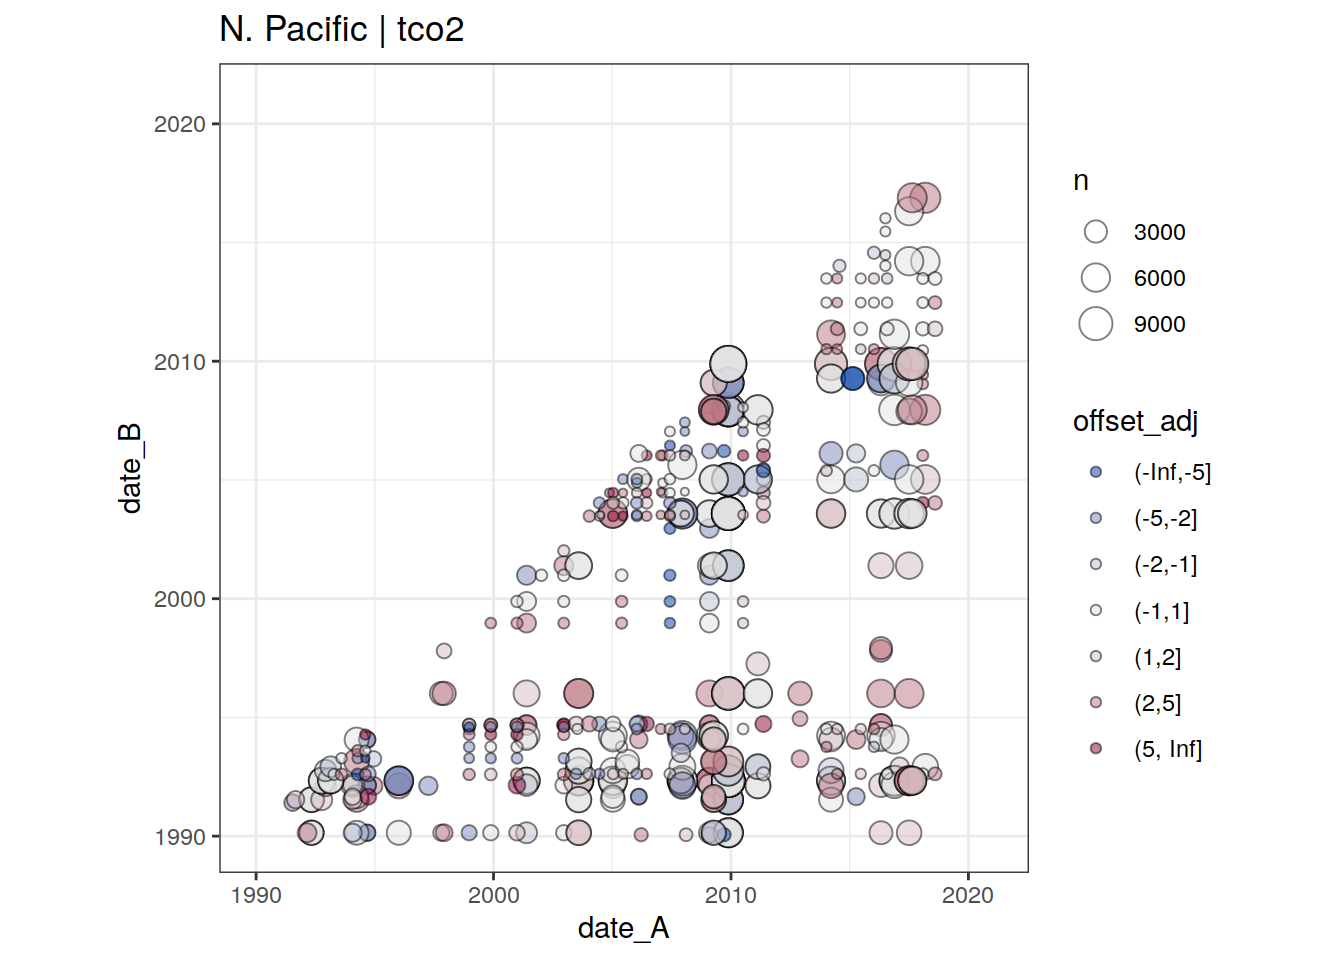 N. Pacific | tco2
date_B
2020
2010
2000
1990
1990
2000
2010
2020
date_A
n
3000
6000
9000
offset_adj
(-Inf,-5]
(-5,-2]
(-2,-1]
(-1,1]
(1,2]
(2,5]
(5, Inf]